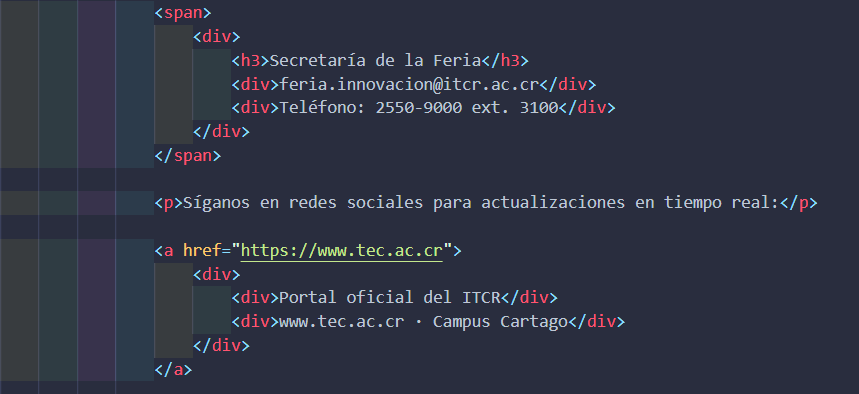 <span>
<div>
<h3>Secretaría de la Feria</h3>
<div>feria.innovacion@itcr.ac.cr</div>
<div>Teléfono: 2550-9000 ext. 3100</div>
</div>
</span>
<p>Síganos en redes sociales para actualizaciones en tiempo real:</p>
<a href="https://www.tec.ac.cr">
<div>
<div>Portal oficial del ITCR</div>
<div>www.tec.ac.cr · Campus Cartago</div>
</div>
</a>